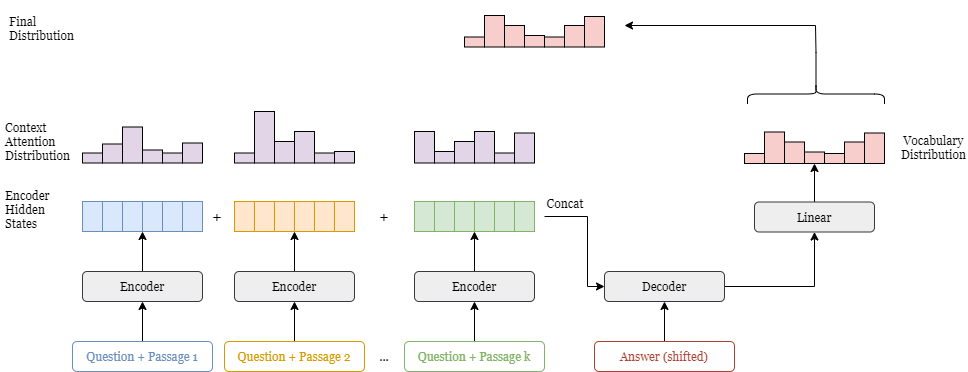 Final
Distribution
Context
Attention
Distribution
Vocabulary
Distribution
Encoder
Hidden
States
+
+
Concat
Linear
Encoder
Encoder
Encoder
Decoder
Question + Passage 1
Question + Passage 2
...
Question + Passage k
Answer (shifted)